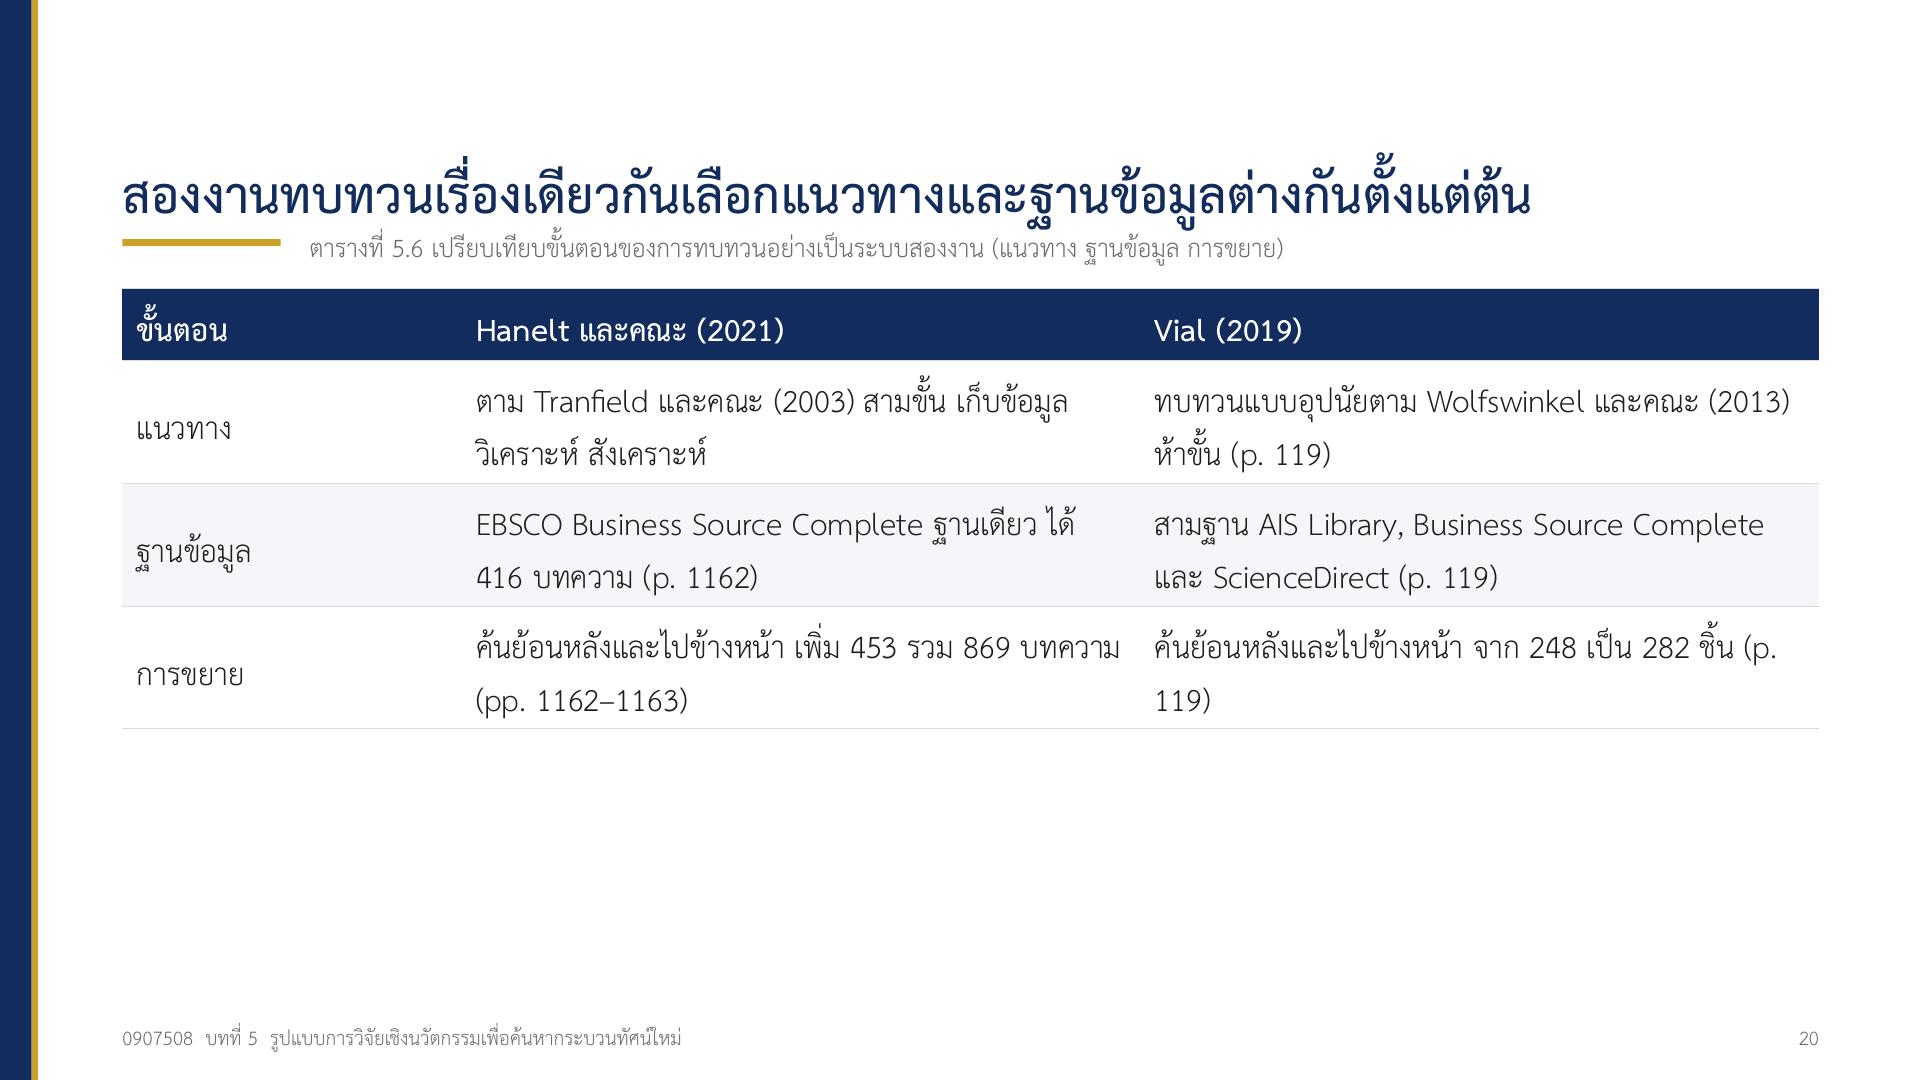 สองงานทบทวนเรื่องเดียวกันเลือกแนวทางและฐานข้อมูลต่างกันตั้งแต่ต้น
ตารางที่ 5.6 เปรียบเทียบขั้นตอนของการทบทวนอย่างเป็นระบบสองงาน (แนวทาง ฐานข้อมูล การขยาย)
ขั้นตอน
Hanelt และคณะ (2021)
Vial (2019)
แนวทาง
ตาม Tranfield และคณะ (2003) สามขั้น เก็บข้อมูล
วิเคราะห์ สังเคราะห์
ทบทวนแบบอุปนัยตาม Wolfswinkel และคณะ (2013)
ห้าขั้น (p. 119)
ฐานข้อมูล
EBSCO Business Source Complete ฐานเดียว ได้
416 บทความ (p. 1162)
สามฐาน AIS Library, Business Source Complete
และ ScienceDirect (p. 119)
การขยาย
ค้นย้อนหลังและไปข้างหน้า เพิ่ม 453 รวม 869 บทความ
(pp. 1162–1163)
ค้นย้อนหลังและไปข้างหน้า จาก 248 เป็น 282 ชิ้น (p.
119)
0907508 บทที่ 5 รูปแบบการวิจัยเชิงนวัตกรรมเพื่อค้นหากระบวนทัศน์ใหม่
20